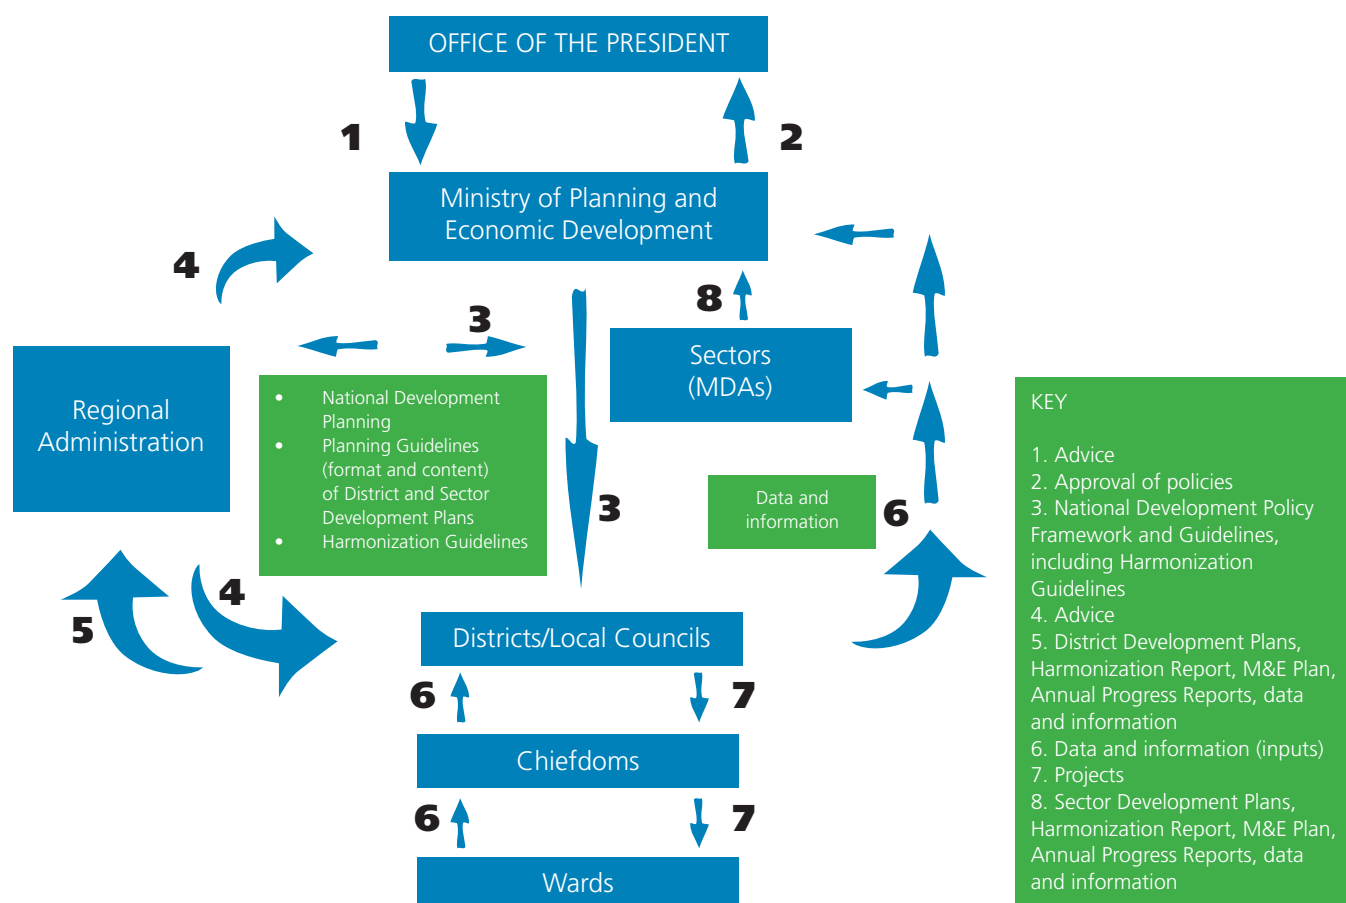 OFFICE OF THE PRESIDENT
1
2
Ministry of Planning and
Economic Development
4
8
3
Sectors
(MDAs)
Regional
Administration
• National Development
Planning
• Planning Guidelines
(format and content)
of District and Sector
Development Plans
• Harmonization Guidelines
3
Data and
information
6
5
4
Districts/Local Councils
6
7
Chiefdoms
6
7
Wards
KEY
1. Advice
2. Approval of policies
3. National Development Policy
Framework and Guidelines,
including Harmonization
Guidelines
4. Advice
5. District Development Plans,
Harmonization Report, M&E Plan,
Annual Progress Reports, data
and information
6. Data and information (inputs)
7. Projects
8. Sector Development Plans,
Harmonization Report, M&E Plan,
Annual Progress Reports, data
and information